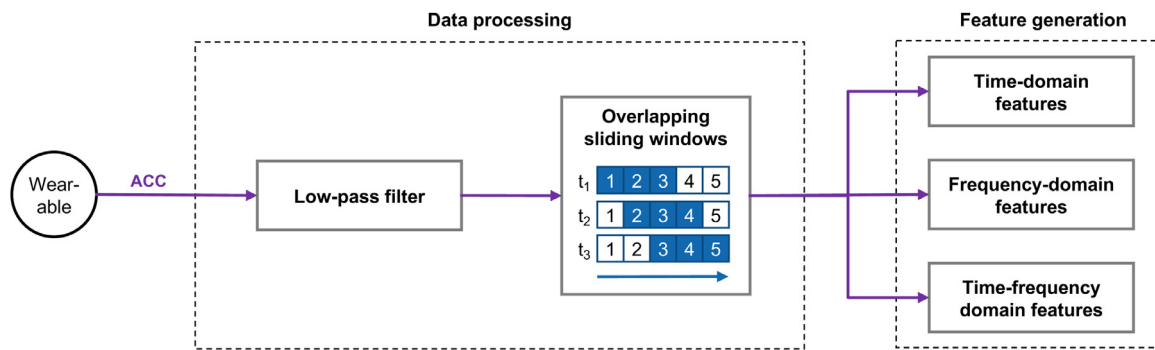 Data processing
Feature generation
Wear-
able
ACC
Low-pass filter
Overlapping
sliding windows
t1 1 2 3 4 5
t2 1 2 3 4 5
t3 1 2 3 4 5
Time-domain
features
Frequency-domain
features
Time-frequency
domain features